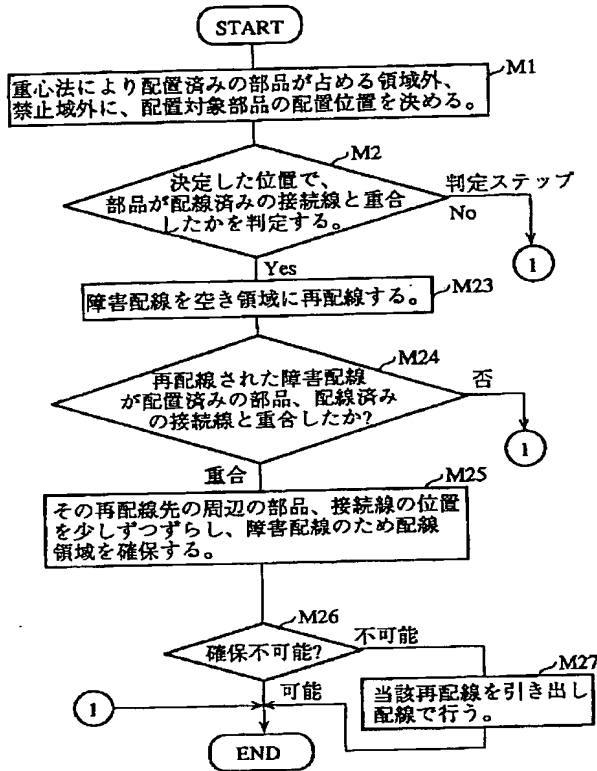 START
M1
重心法により配置済みの部品が占める領域外、
禁止域外に、配置対象部品の配置位置を決める。
M2
決定した位置で、
部品が配線済みの接続線と重合
したかを判定する。
判定ステップ
No
1
Yes
M23
障害配線を空き領域に再配線する。
M24
再配線された障害配線
が配置済みの部品、配線済み
の接続線と重合したか?
否
1
重合
M25
その再配線先の周辺の部品、接続線の位置
を少しずつずらし、障害配線のため配線
領域を確保する。
M26
確保不可能?
不可能
M27
当該再配線を引き出し
配線で行う。
可能
1
END